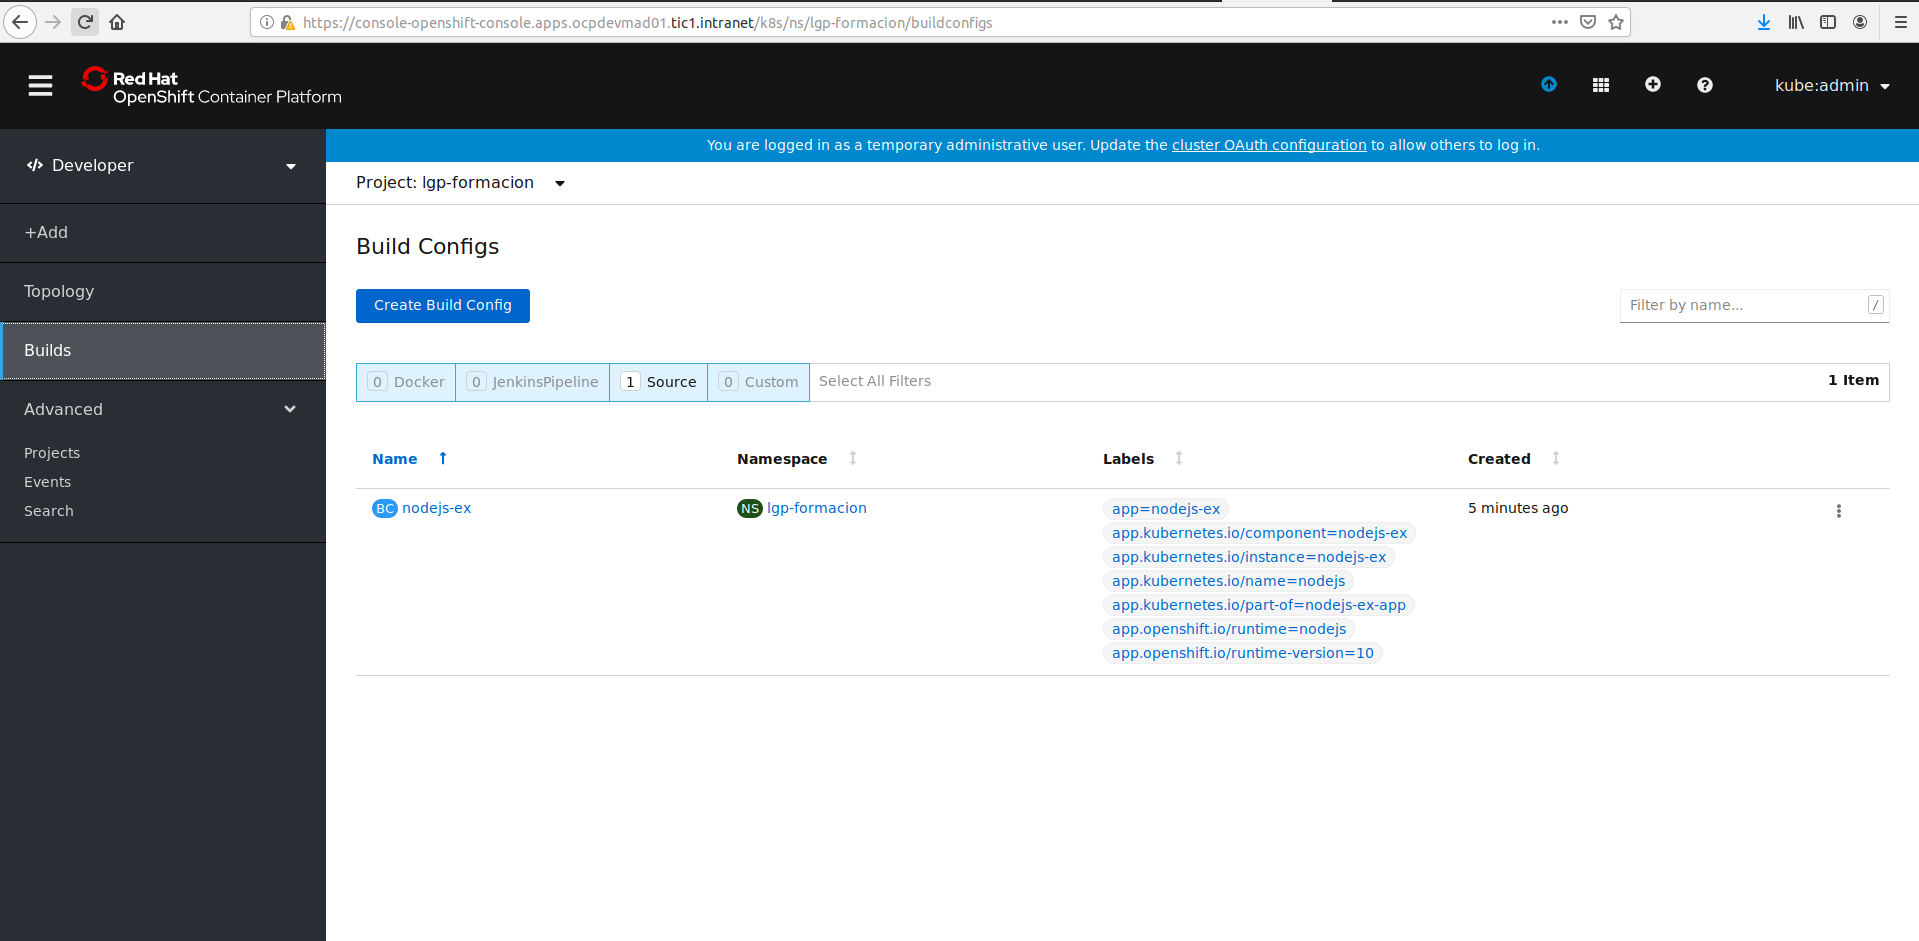 https://console-openshift-console.apps.ocpdevmad01.tic1.intranet/k8s/ns/lgp-formacion/buildconfigs
Red Hat
OpenShift Container Platform
kube:admin
Developer
You are logged in as a temporary administrative user. Update the cluster OAuth configuration to allow others to log in.
Project: lgp-formacion
+Add
Topology
Builds
Advanced
Projects
Events
Search
Build Configs
Create Build Config
Filter by name...
/
0 Docker
0 JenkinsPipeline
1 Source
0 Custom
Select All Filters
1 Item
Name
Namespace
Labels
Created
BC nodejs-ex
NS lgp-formacion
app=nodejs-ex
app.kubernetes.io/component=nodejs-ex
app.kubernetes.io/instance=nodejs-ex
app.kubernetes.io/name=nodejs
app.kubernetes.io/part-of=nodejs-ex-app
app.openshift.io/runtime=nodejs
app.openshift.io/runtime-version=10
5 minutes ago